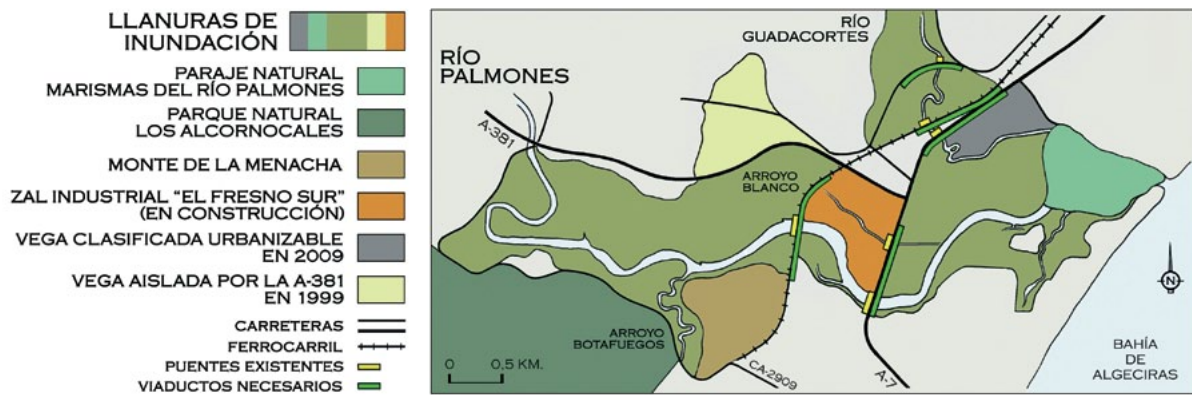 LLANURAS DE
INUNDACIÓN
PARAJE NATURAL
MARISMAS DEL RÍO PALMONES
PARQUE NATURAL
LOS ALCORNOCALES
MONTE DE LA MENACHA
ZAL INDUSTRIAL "EL FRESNO SUR"
(EN CONSTRUCCIÓN)
VEGA CLASIFICADA URBANIZABLE
EN 2009
VEGA AISLADA POR LA A-381
EN 1999
CARRETERAS
FERROCARRIL
PUENTES EXISTENTES
VIADUCTOS NECESARIOS
RÍO
GUADACORTES
RÍO
PALMONES
A-381
ARROYO
BLANCO
N
ARROYO
BOTAFUEGOS
BAHÍA
DE
ALGECIRAS
0 0,5 KM.
CA-2909
A-7